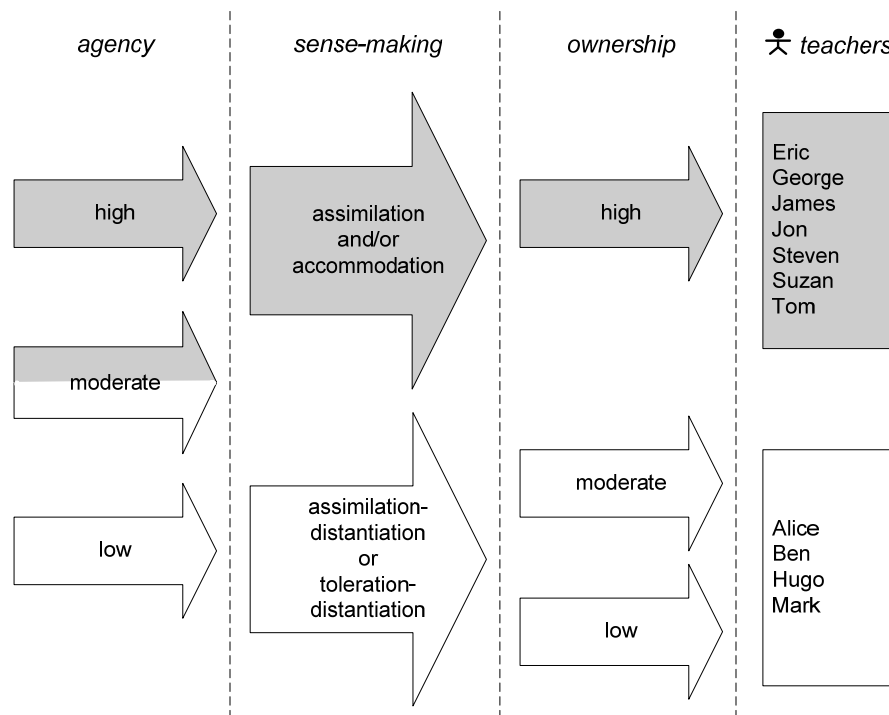 agency
sense-making
ownership
teachers
high
assimilation
and/or
accommodation
high
Eric
George
James
Jon
Steven
Suzan
Tom
moderate
low
assimilation-
distantiation
or
toleration-
distantiation
moderate
low
Alice
Ben
Hugo
Mark